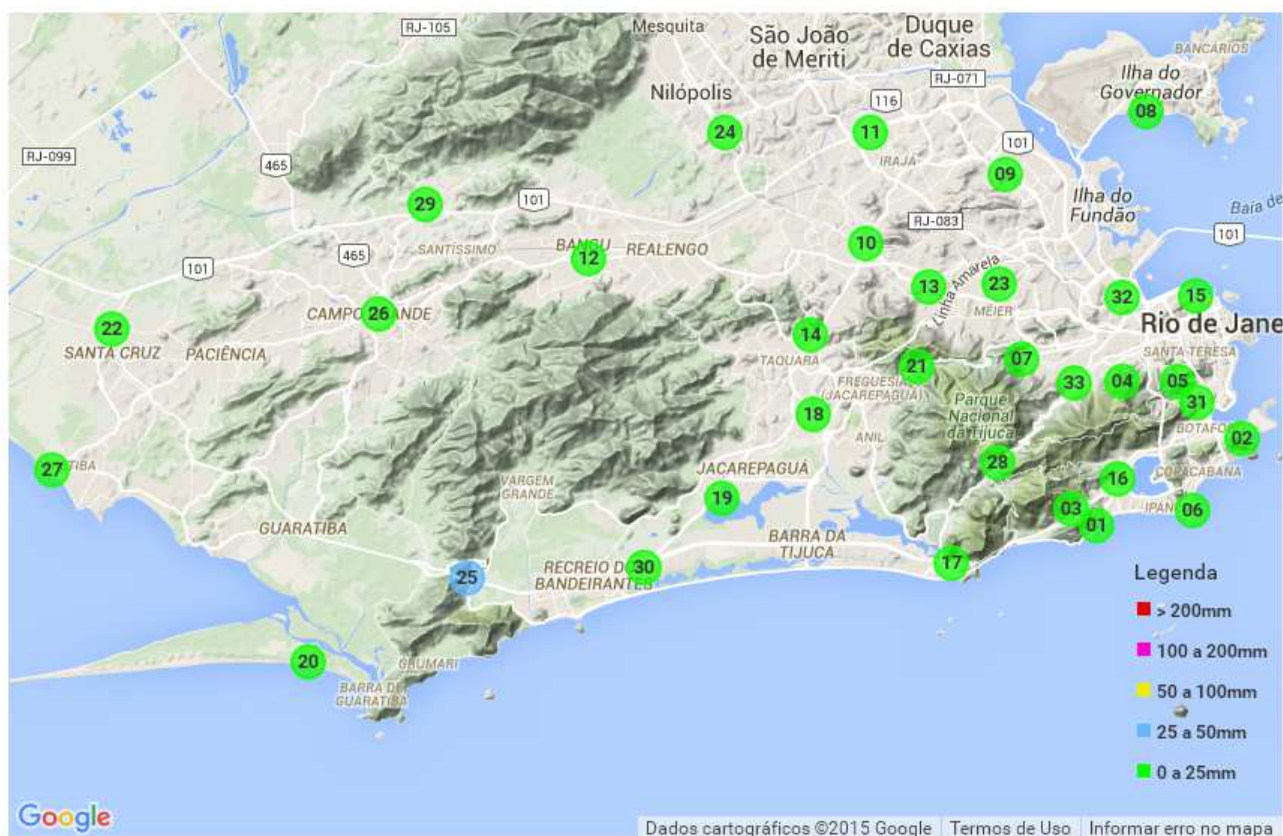 RJ-105
Mesquita
São João
de Meriti
Duque
de Caxias
BANCÁRIOS
RJ-071
Ilha do
Governador
Nilópolis
116
08
24
11
101
RJ-099
465
IRAJÁ
09
Ilha do
Fundão
29
101
Baía de
SANTÍSSIMO
BANGU
REALENGO
10
RJ-083
101
465
12
101
Linha Amarela
13
23
32
15
MEIER
22
26
CAMPO GRANDE
Rio de Jane
SANTA CRUZ
PACIÊNCIA
14
TAQUARA
SANTA TERESA
21
07
FREGUESIA
(JACAREPAGUÁ)
33
04
05
31
Parque
Nacional
da Tijuca
18
BOTAFO
ANIL
02
27
TIBA
JACAREPAGUÁ
28
COPACABANA
VARGEM
GRANDE
16
19
03
IPAN
06
GUARATIBA
01
BARRA DA
TIJUCA
17
25
RECREIO DOS
BANDEIRANTES
30
Legenda
> 200mm
20
GRUMARI
100 a 200mm
BARRA DE
GUARATIBA
50 a 100mm
25 a 50mm
0 a 25mm
Google
Dados cartográficos ©2015 Google
Termos de Uso
Informar erro no mapa